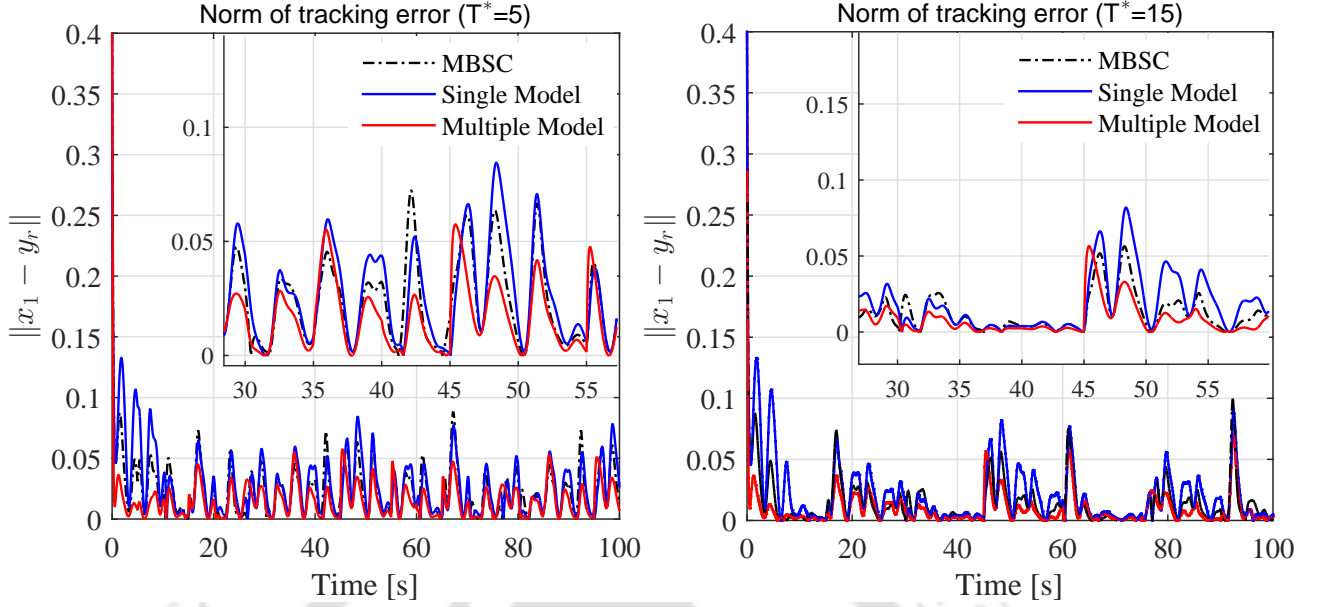 Norm of tracking error (T*=5)
‖x₁ − yᵣ‖
0.4
0.35
0.3
0.25
0.2
0.15
0.1
0.05
0
0.1
0.05
0
MBSC
Single Model
Multiple Model
30 35 40 45 50 55
0 20 40 60 80 100
Time [s]
Norm of tracking error (T*=15)
‖x₁ − yᵣ‖
0.4
0.35
0.3
0.25
0.2
0.15
0.1
0.05
0
0.15
0.1
0.05
0
MBSC
Single Model
Multiple Model
30 35 40 45 50 55
0 20 40 60 80 100
Time [s]